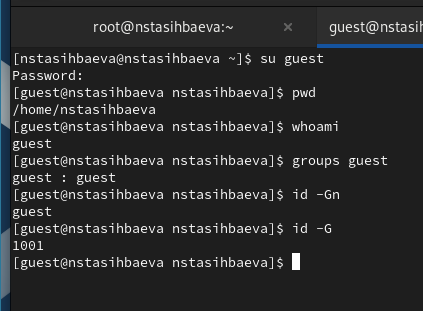 root@nstasihbaeva:~
×
guest@nstasih
[nstasihbaeva@nstasihbaeva ~]$ su guest
Password:
[guest@nstasihbaeva nstasihbaeva]$ pwd
/home/nstasihbaeva
[guest@nstasihbaeva nstasihbaeva]$ whoami
guest
[guest@nstasihbaeva nstasihbaeva]$ groups guest
guest : guest
[guest@nstasihbaeva nstasihbaeva]$ id -Gn
guest
[guest@nstasihbaeva nstasihbaeva]$ id -G
1001
[guest@nstasihbaeva nstasihbaeva]$